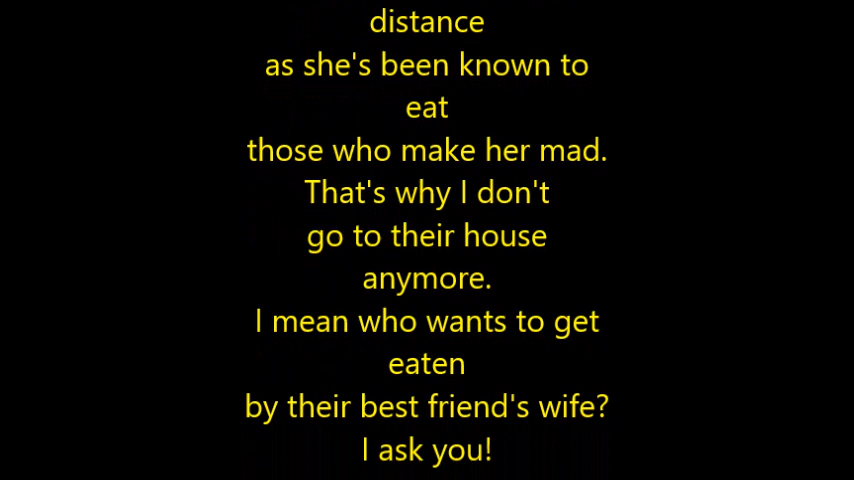 distance
as she's been known to
eat
those who make her mad.
That's why I don't
go to their house
anymore.
I mean who wants to get
eaten
by their best friend's wife?
I ask you!